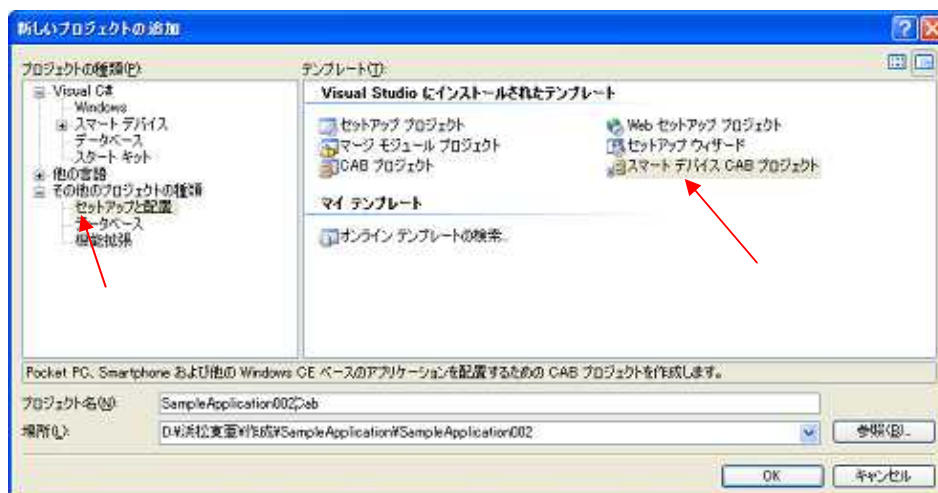 新しいプロジェクトの追加
プロジェクトの種類(P):
テンプレート(T):
Visual C#
Windows
スマート デバイス
データベース
スタート キット
他の言語
その他のプロジェクトの種類
セットアップと配置
データベース
機能拡張
Visual Studio にインストールされたテンプレート
セットアップ プロジェクト
Web セットアップ プロジェクト
マージ モジュール プロジェクト
セットアップ ウィザード
CAB プロジェクト
スマート デバイス CAB プロジェクト
マイ テンプレート
オンライン テンプレートの検索...
Pocket PC、Smartphone および他の Windows CE ベースのアプリケーションを配置するための CAB プロジェクトを作成します。
プロジェクト名(N):
SampleApplication002Cab
場所(L):
D:¥浜松東亜¥作成¥SampleApplication¥SampleApplication002
参照(B)...
OK
キャンセル